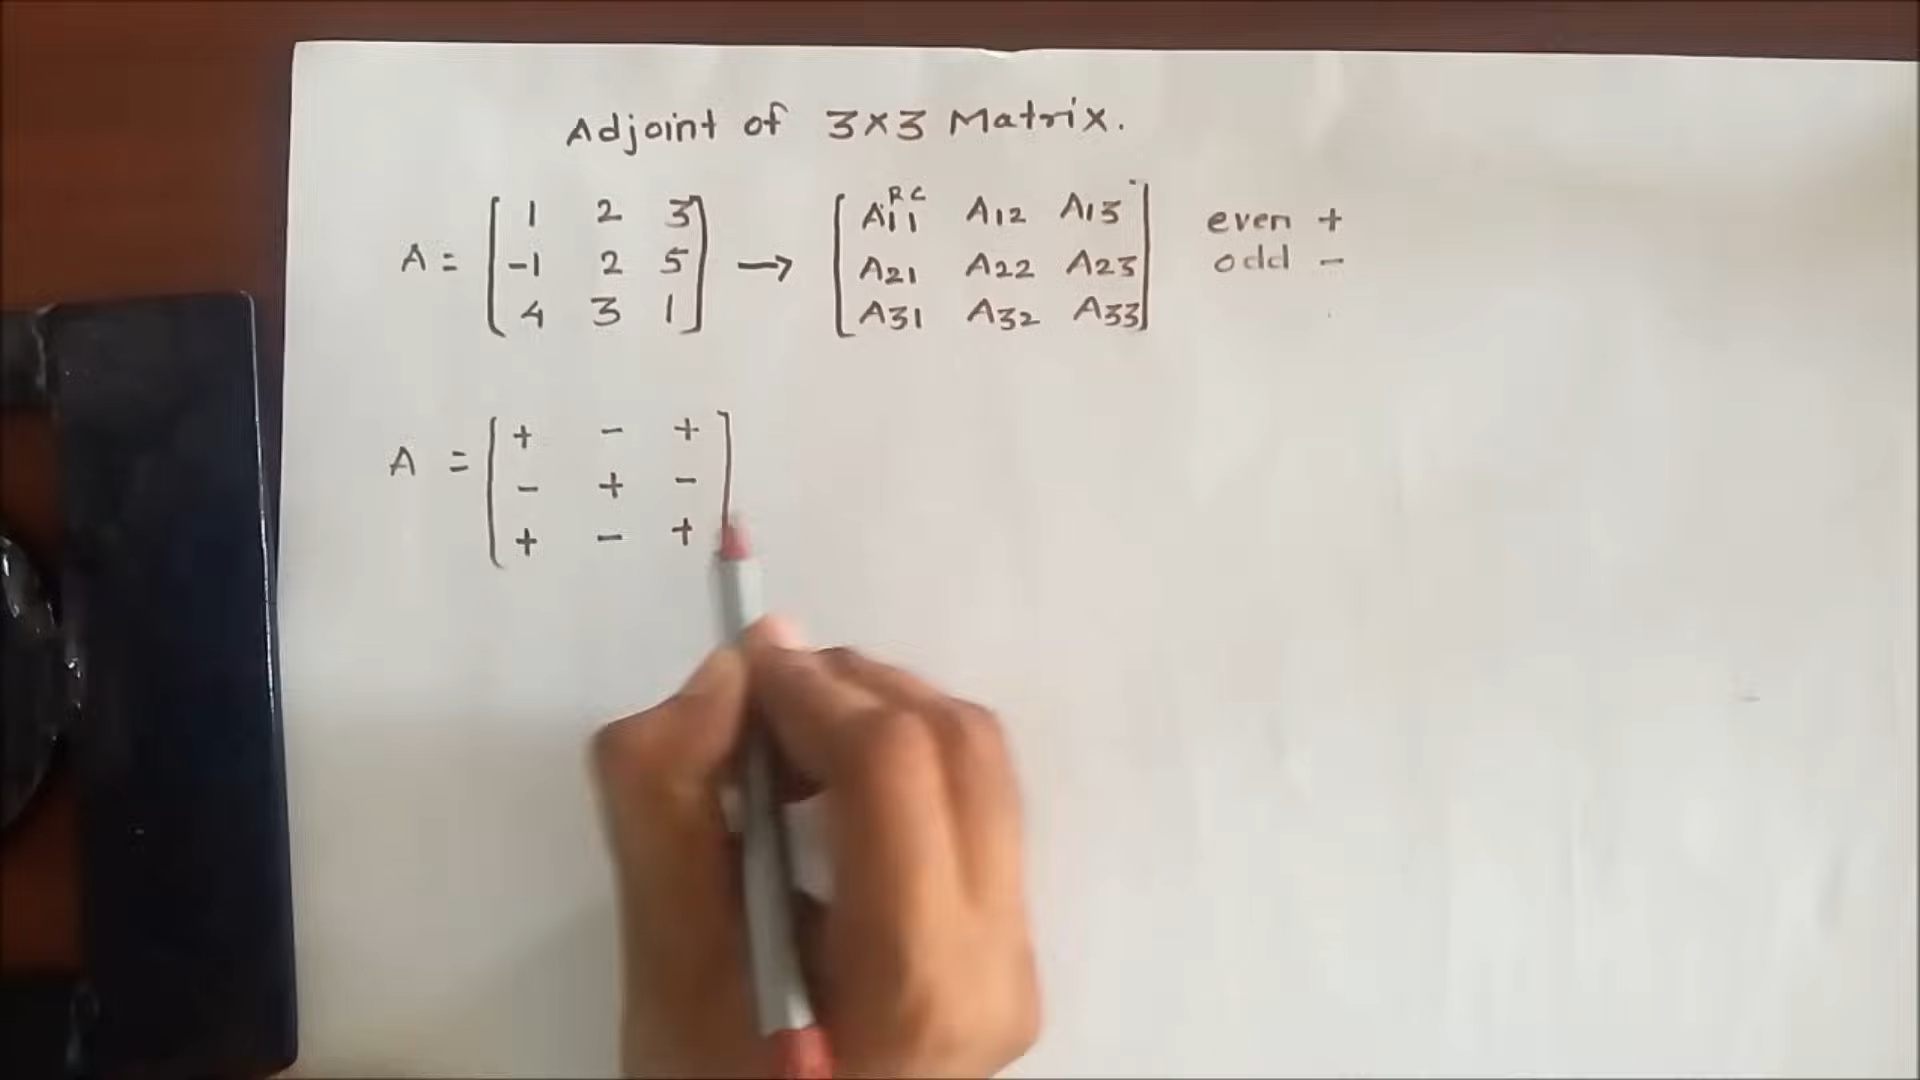 Adjoint of 3×3 Matrix.
R C
A = [ 1 2 3 ] → [ A11 A12 A13 ] even +
[ -1 2 5 ] [ A21 A22 A23 ] odd -
[ 4 3 1 ] [ A31 A32 A33 ]
A = [ + - + ]
[ - + - ]
[ + - + ]